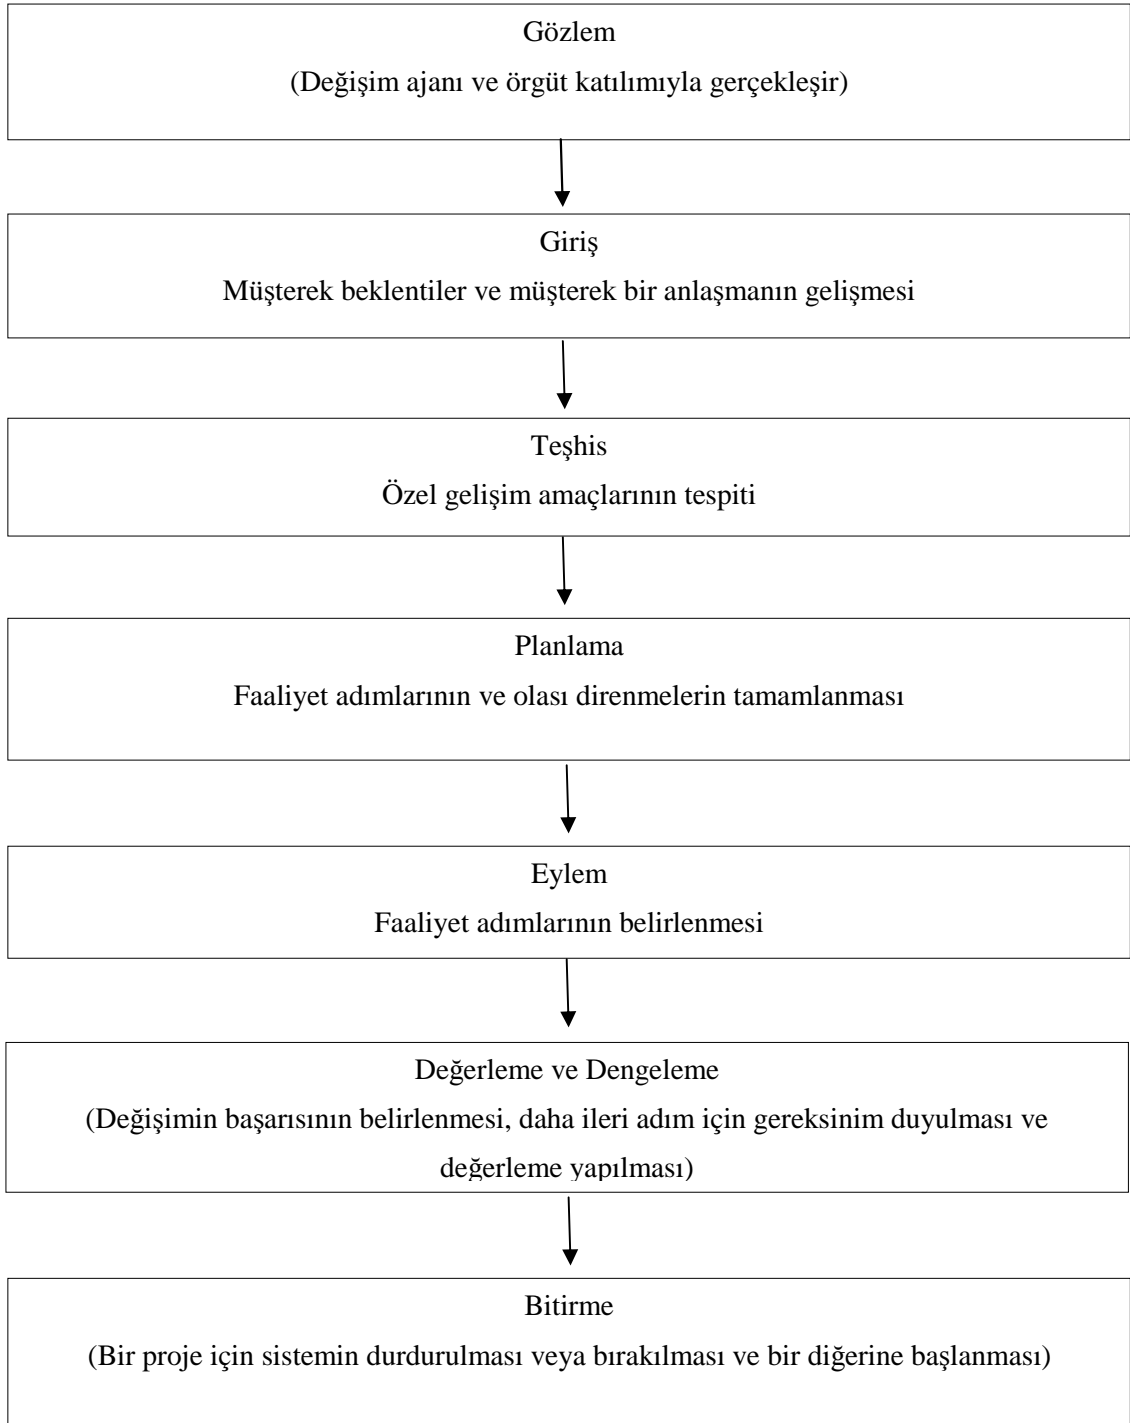 Gözlem
(Değişim ajanı ve örgüt katılımıyla gerçekleşir)
Giriş
Müşterek beklentiler ve müşterek bir anlaşmanın gelişmesi
Teşhis
Özel gelişim amaçlarının tespiti
Planlama
Faaliyet adımlarının ve olası direnmelerin tamamlanması
Eylem
Faaliyet adımlarının belirlenmesi
Değerleme ve Dengeleme
(Değişimin başarısının belirlenmesi, daha ileri adım için gereksinim duyulması ve
değerleme yapılması)
Bitirme
(Bir proje için sistemin durdurulması veya bırakılması ve bir diğerine başlanması)